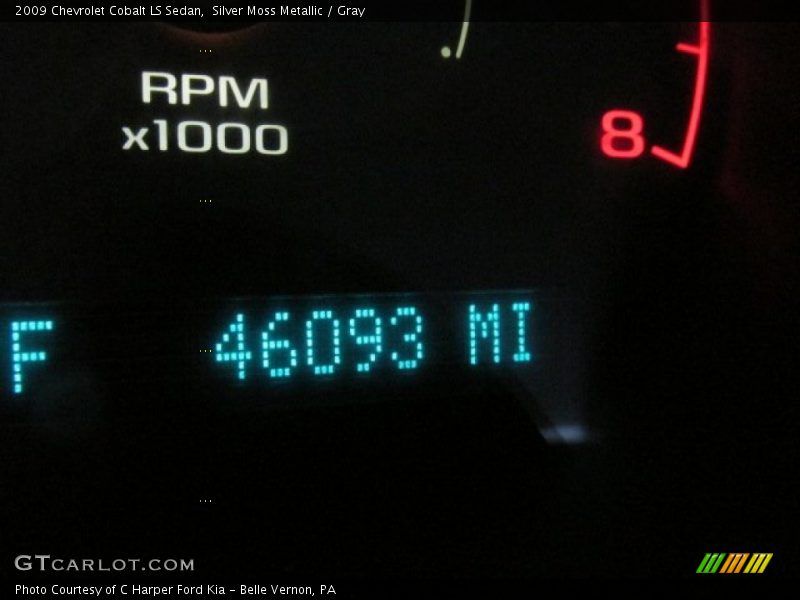 2009 Chevrolet Cobalt LS Sedan,  Silver Moss Metallic / Gray
RPM
x1000
8
F 46093 MI
GTCARLOT.COM
Photo Courtesy of C Harper Ford Kia - Belle Vernon, PA